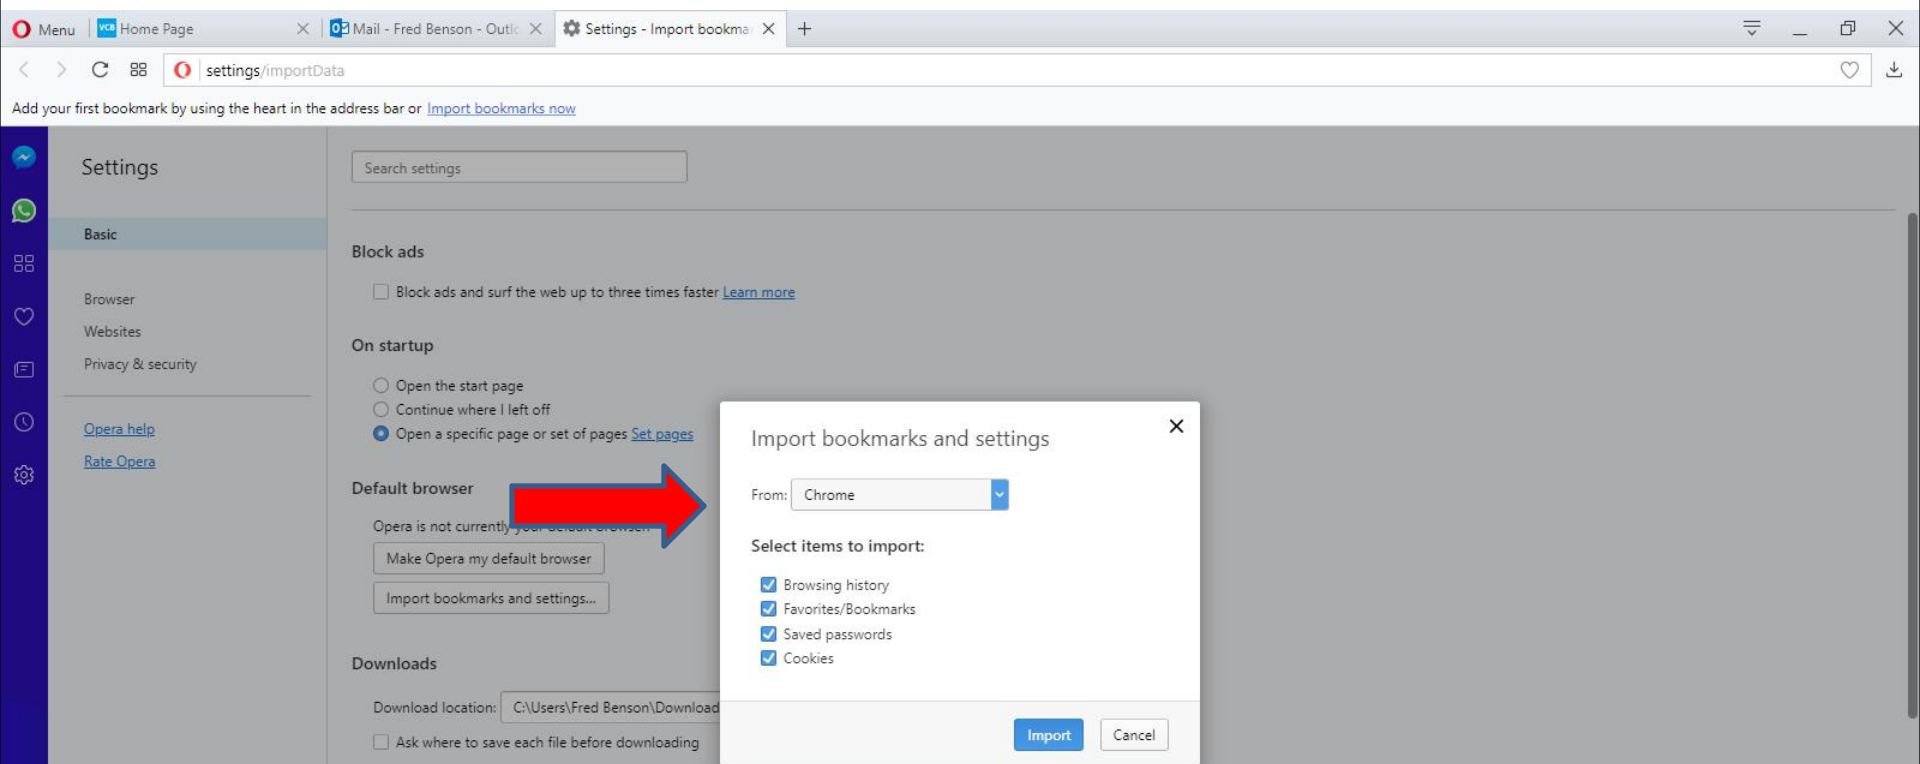 Menu
VCB Home Page
Mail - Fred Benson - Outlo
Settings - Import bookma
settings/importData
Add your first bookmark by using the heart in the address bar or Import bookmarks now
Settings
Search settings
Basic
Browser
Websites
Privacy & security
Opera help
Rate Opera
Block ads
Block ads and surf the web up to three times faster Learn more
On startup
Open the start page
Continue where I left off
Open a specific page or set of pages Set pages
Default browser
Opera is not currently
Make Opera my default browser
Import bookmarks and settings...
Downloads
Download location: C:\Users\Fred Benson\Download
Ask where to save each file before downloading
Import bookmarks and settings
From: Chrome
Select items to import:
Browsing history
Favorites/Bookmarks
Saved passwords
Cookies
Import Cancel